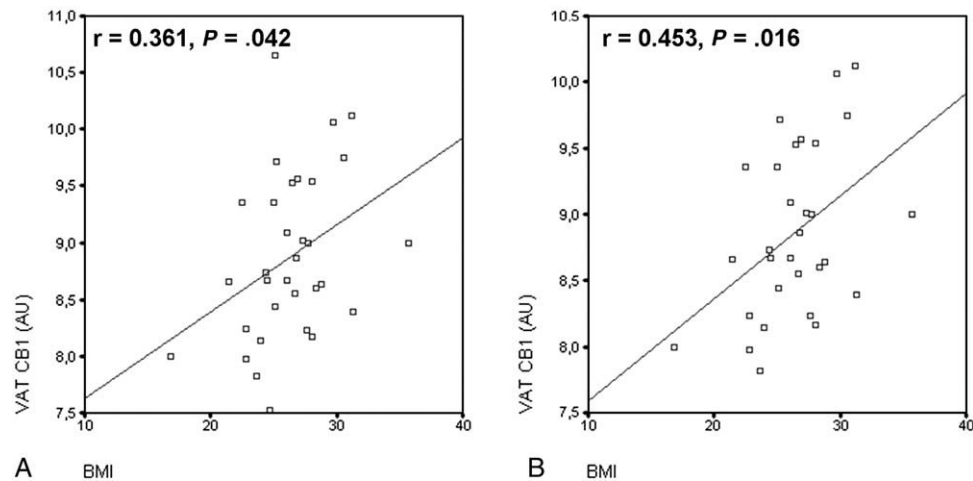 r = 0.361, P = .042
11,0
10,5
10,0
9,5
9,0
8,5
8,0
7,5
10
20
30
40
VAT CB1 (AU)
BMI
A
r = 0.453, P = .016
10.5
10,0
9,5
9,0
8,5
8,0
7,5
10
20
30
40
VAT CB1 (AU)
BMI
B